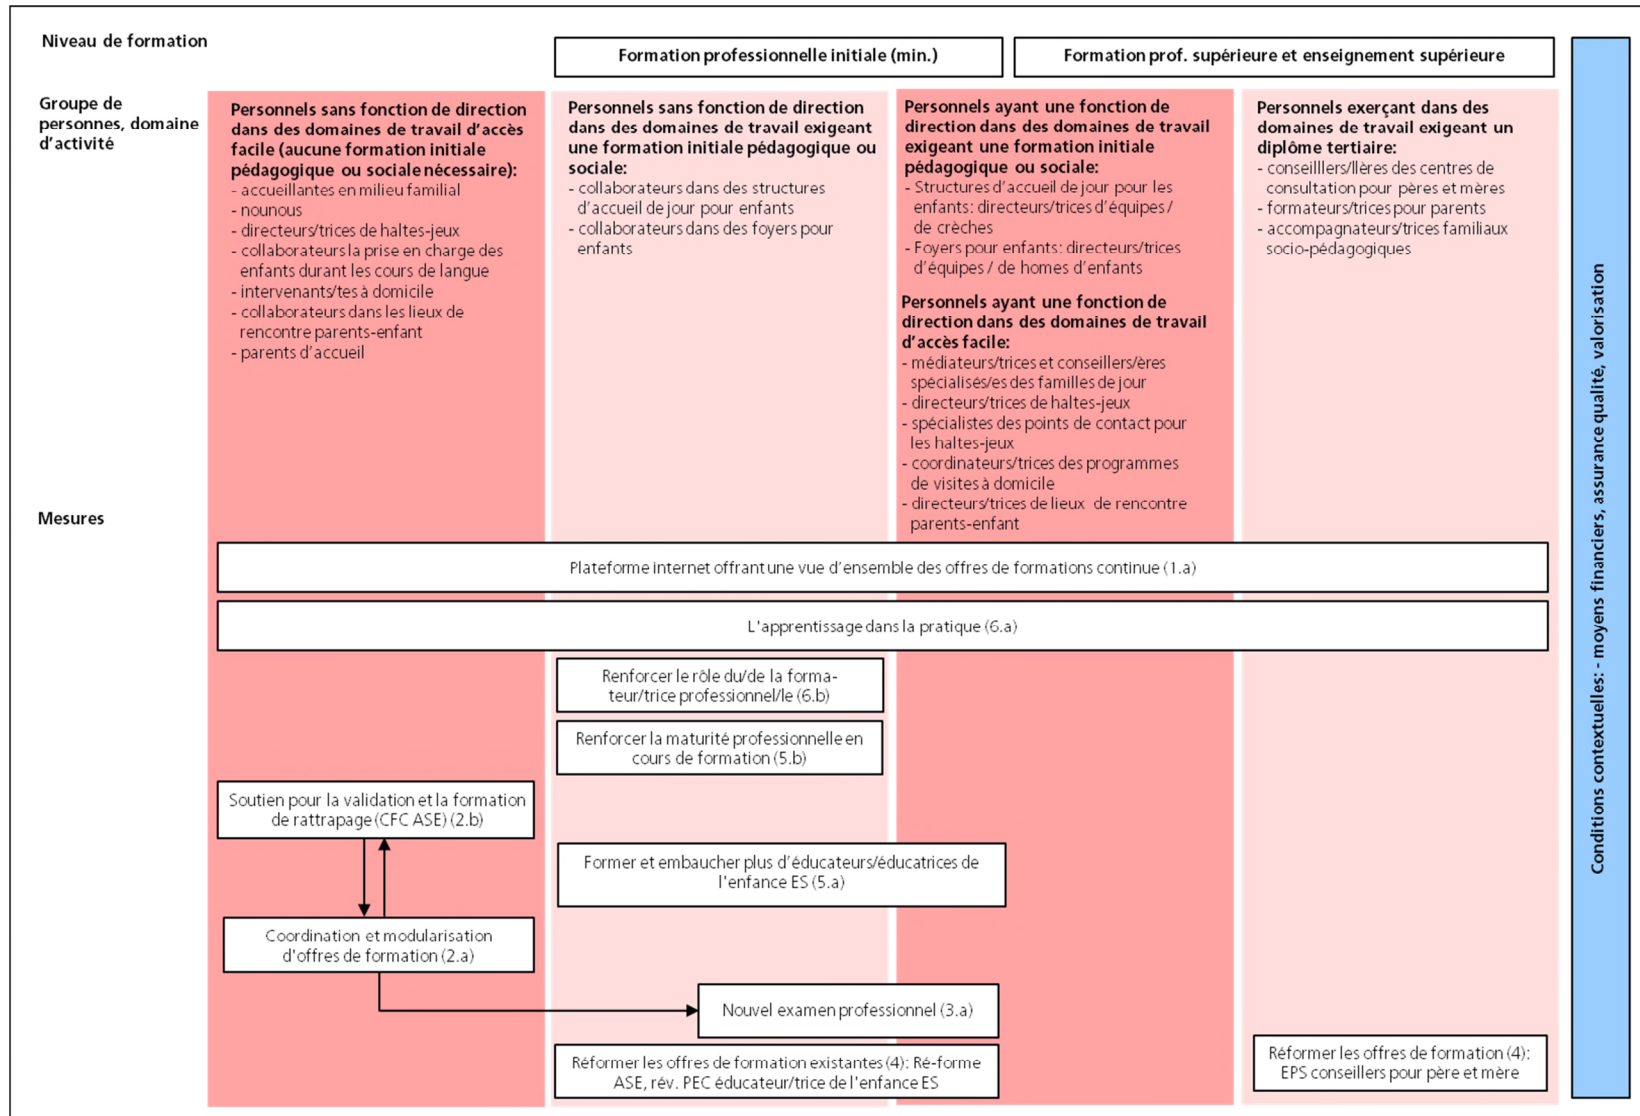 Niveau de formation
Formation professionnelle initiale (min.)
Formation prof. supérieure et enseignement supérieure
Groupe de
personnes, domaine
d’activité
Personnels sans fonction de direction
dans des domaines de travail d’accès
facile (aucune formation initiale
pédagogique ou sociale nécessaire):
- accueillantes en milieu familial
- nounous
- directeurs/trices de haltes-jeux
- collaborateurs la prise en charge des
enfants durant les cours de langue
- intervenants/tes à domicile
- collaborateurs dans les lieux de
rencontre parents-enfant
- parents d’accueil
Personnels sans fonction de direction
dans des domaines de travail exigeant
une formation initiale pédagogique ou
sociale:
- collaborateurs dans des structures
d’accueil de jour pour enfants
- collaborateurs dans des foyers pour
enfants
Personnels ayant une fonction de
direction dans des domaines de travail
exigeant une formation initiale
pédagogique ou sociale:
- Structures d’accueil de jour pour les
enfants: directeurs/trices d’équipes /
de crèches
- Foyers pour enfants: directeurs/trices
d’équipes / de homes d’enfants
Personnels ayant une fonction de
direction dans des domaines de travail
d’accès facile:
- médiateurs/trices et conseillers/ères
spécialisés/es des familles de jour
- directeurs/trices de haltes-jeux
- spécialistes des points de contact pour
les haltes-jeux
- coordinateurs/trices des programmes
de visites à domicile
- directeurs/trices de lieux de rencontre
parents-enfant
Personnels exerçant dans des
domaines de travail exigeant un
diplôme tertiaire:
- conseilllers/llères des centres de
consultation pour pères et mères
- formateurs/trices pour parents
- accompagnateurs/trices familiaux
socio-pédagogiques
Mesures
Plateforme internet offrant une vue d’ensemble des offres de formations continue (1.a)
L'apprentissage dans la pratique (6.a)
Renforcer le rôle du/de la forma-
teur/trice professionnel/le (6.b)
Renforcer la maturité professionnelle en
cours de formation (5.b)
Soutien pour la validation et la formation
de rattrapage (CFC ASE) (2.b)
Former et embaucher plus d’éducateurs/éducatrices de
l'enfance ES (5.a)
Coordination et modularisation
d'offres de formation (2.a)
Nouvel examen professionnel (3.a)
Réformer les offres de formation existantes (4): Ré-forme
ASE, rév. PEC éducateur/trice de l'enfance ES
Réformer les offres de formation (4):
EPS conseillers pour père et mère
Conditions contextuelles: - moyens financiers, assurance qualité, valorisation